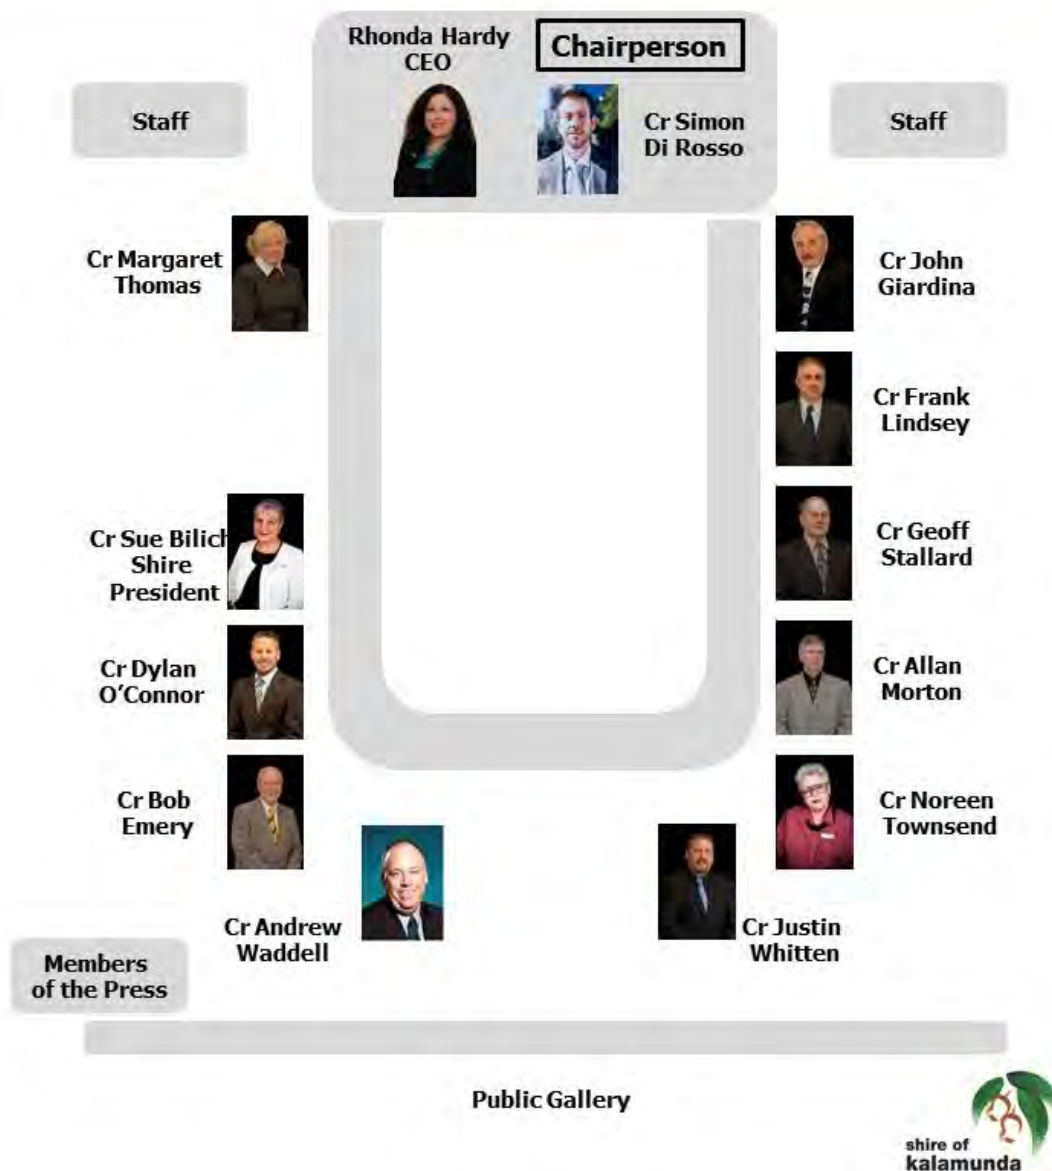 Rhonda Hardy
CEO
Chairperson
Cr Simon
Di Rosso
Staff
Staff
Cr Margaret
Thomas
Cr John
Giardina
Cr Frank
Lindsey
Cr Sue Bilich
Shire
President
Cr Geoff
Stallard
Cr Dylan
O'Connor
Cr Allan
Morton
Cr Bob
Emery
Cr Noreen
Townsend
Cr Andrew
Waddell
Cr Justin
Whitten
Members
of the Press
Public Gallery
shire of
kalamunda